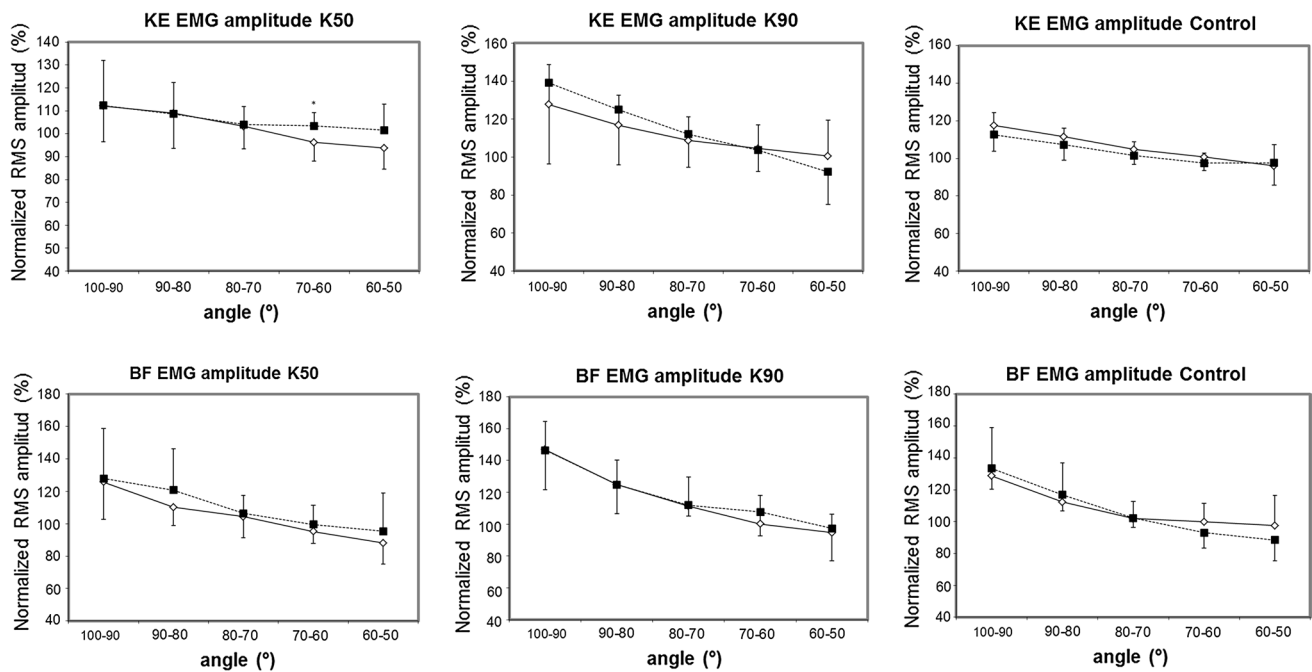 KE EMG amplitude K50
Normalized RMS amplitud (%)
140
130
120
110
100
90
80
70
60
50
40
*
100-90 90-80 80-70 70-60 60-50
angle (º)
KE EMG amplitude K90
Normalized RMS amplitud (%)
160
140
120
100
80
60
40
100-90 90-80 80-70 70-60 60-50
angle (º)
KE EMG amplitude Control
Normalized RMS amplitud (%)
160
140
120
100
80
60
40
100-90 90-80 80-70 70-60 60-50
angle (º)
BF EMG amplitude K50
Normalized RMS amplitud (%)
180
160
140
120
100
80
60
40
100-90 90-80 80-70 70-60 60-50
angle (º)
BF EMG amplitude K90
Normalized RMS amplitud (%)
180
160
140
120
100
80
60
40
100-90 90-80 80-70 70-60 60-50
angle (º)
BF EMG amplitude Control
Normalized RMS amplitud (%)
180
160
140
120
100
80
60
40
100-90 90-80 80-70 70-60 60-50
angle (º)